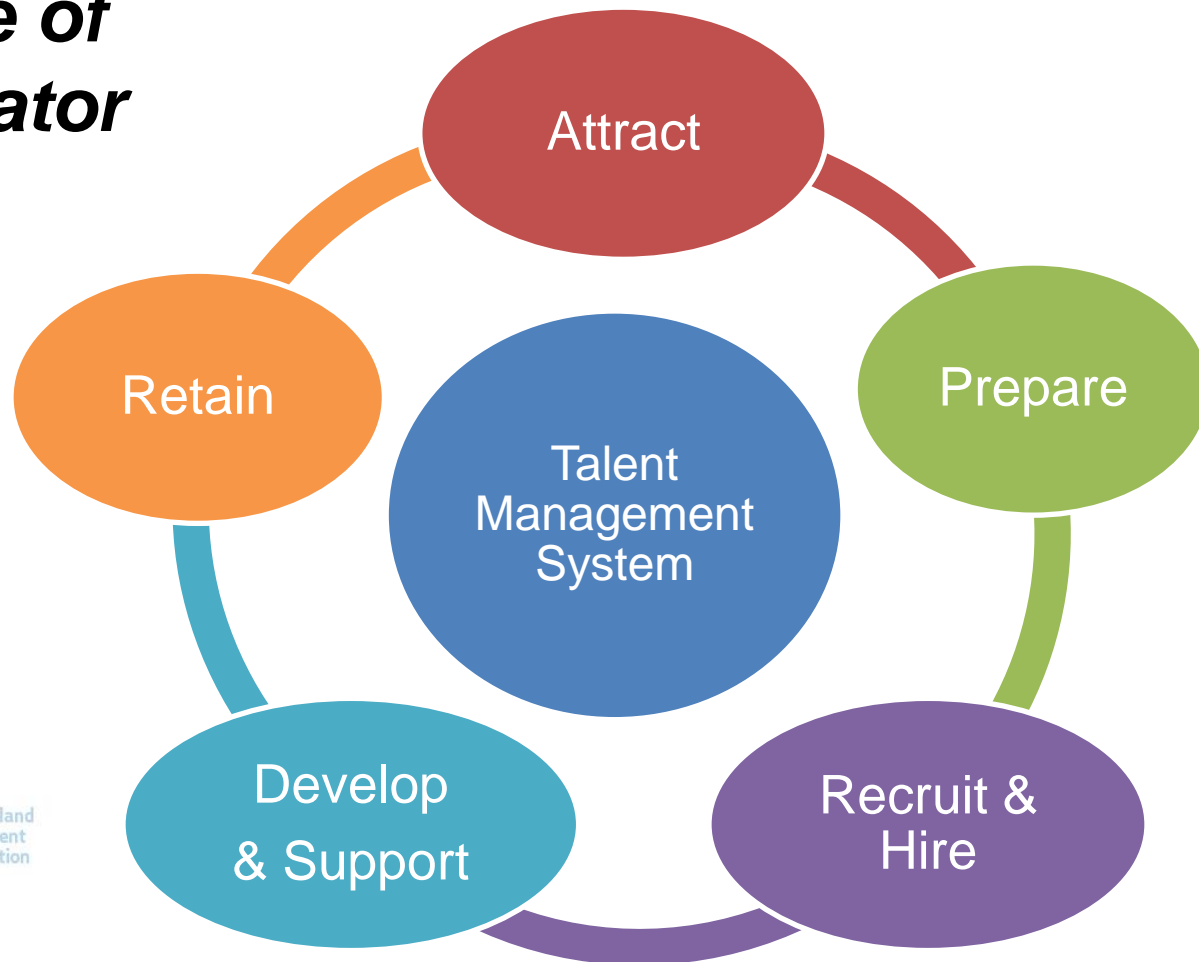 e of
ator
Attract
Prepare
Recruit &
Hire
Develop
& Support
Retain
Talent
Management
System
land
ent
tion